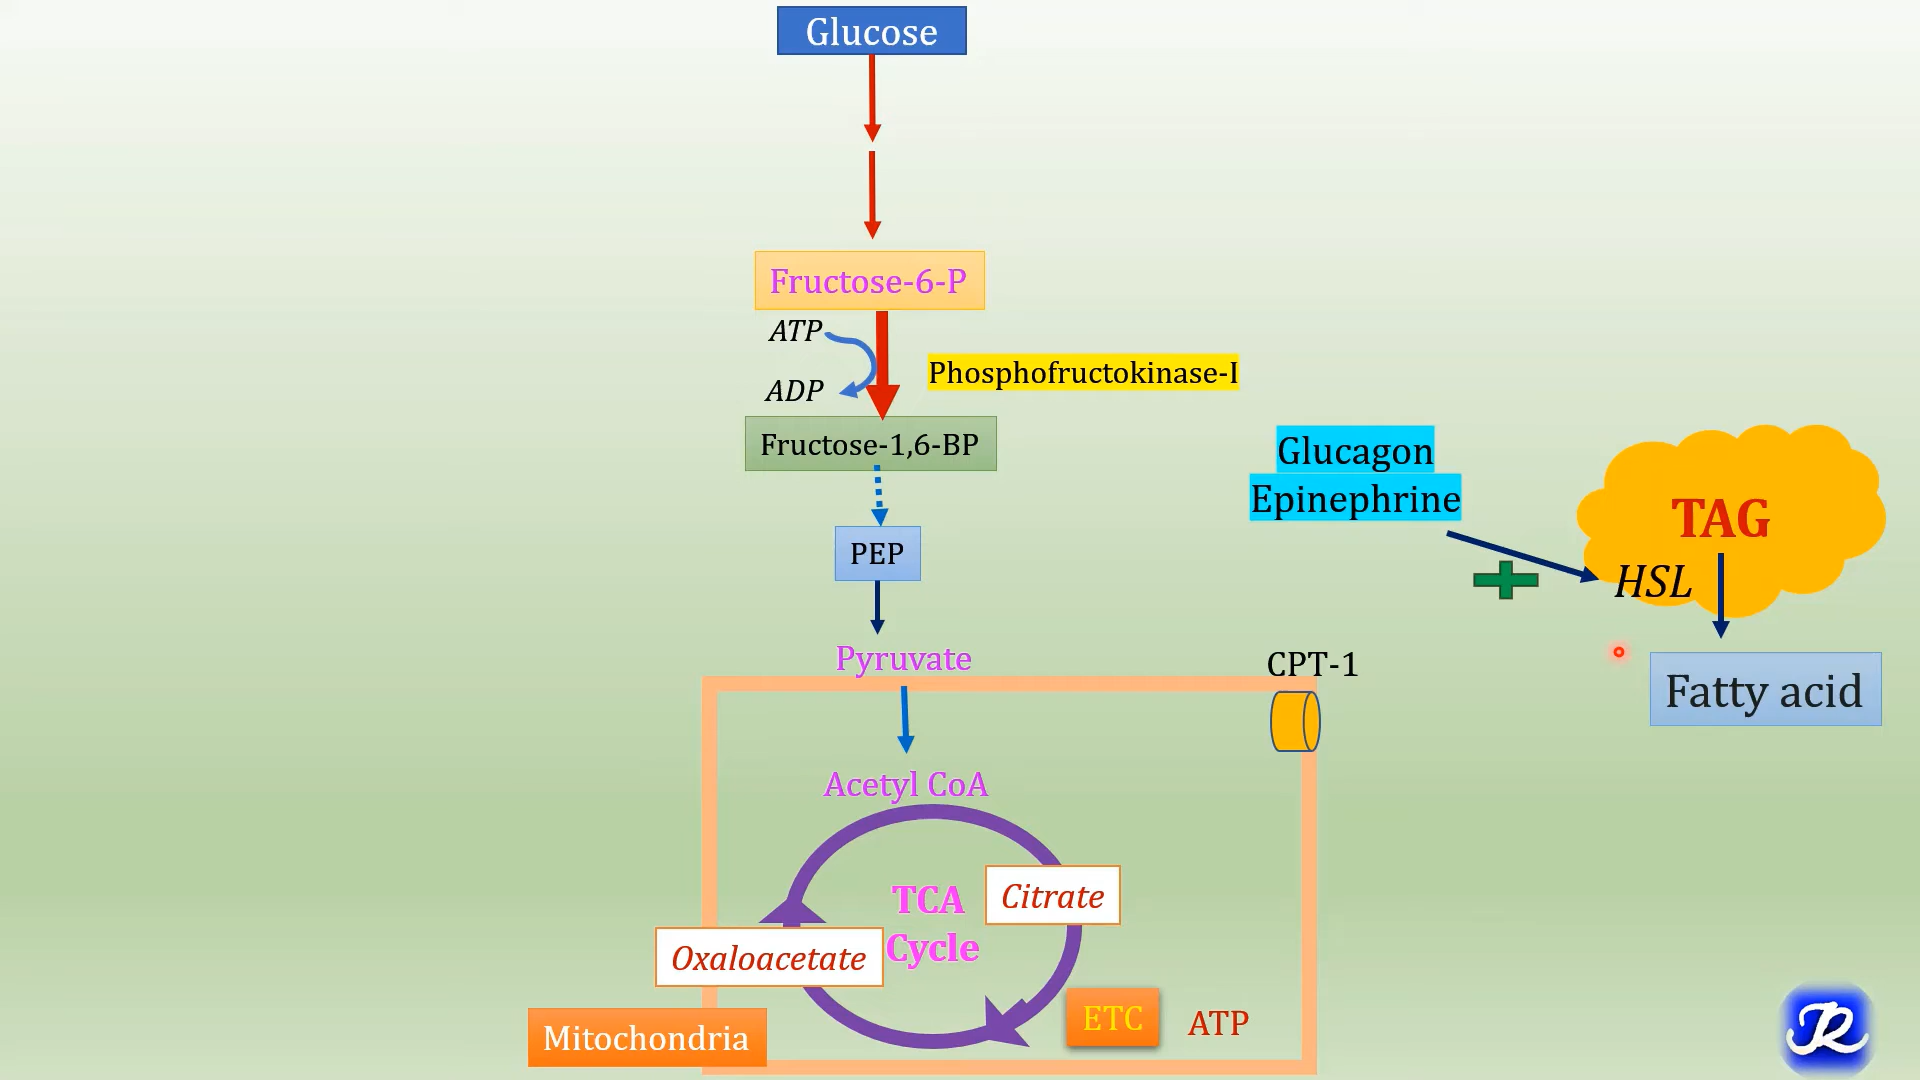 Glucose
Fructose-6-P
ATP
ADP
Phosphofructokinase-I
Fructose-1,6-BP
Glucagon
Epinephrine
TAG
HSL
PEP
Pyruvate
CPT-1
Fatty acid
Acetyl CoA
TCA
Cycle
Citrate
Oxaloacetate
ETC
ATP
Mitochondria
JR